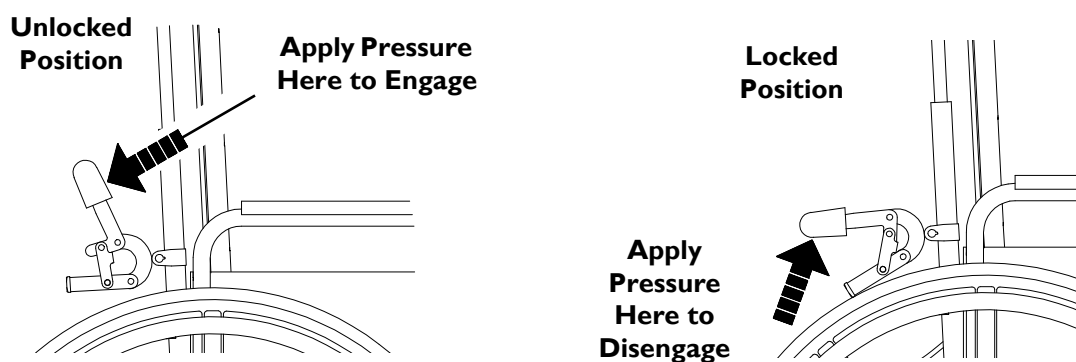 Unlocked
Position
Apply Pressure
Here to Engage
Locked
Position
Apply
Pressure
Here to
Disengage